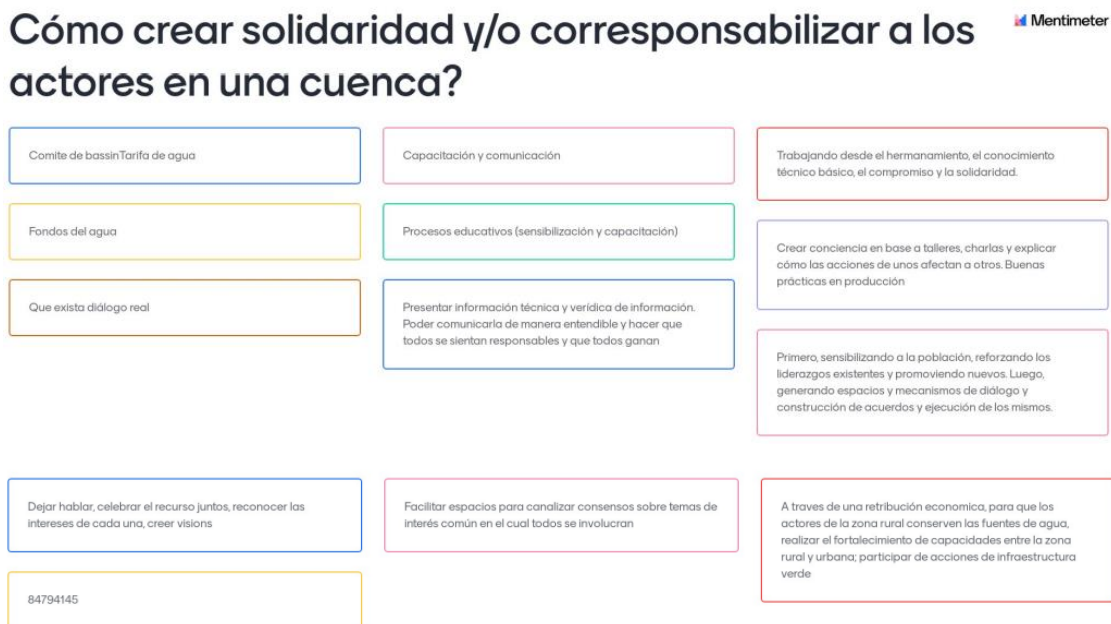 Cómo crear solidaridad y/o corresponsabilizar a los
actores en una cuenca?
Mentimeter
Comite de bassinTarifa de agua
Fondos del agua
Que exista diálogo real
Capacitación y comunicación
Procesos educativos (sensibilización y capacitación)
Presentar información técnica y verídica de información.
Poder comunicarla de manera entendible y hacer que
todos se sientan responsables y que todos ganan
Trabajando desde el hermanamiento, el conocimiento
técnico básico, el compromiso y la solidaridad.
Crear conciencia en base a talleres, charlas y explicar
cómo las acciones de unos afectan a otros. Buenas
prácticas en producción
Primero, sensibilizando a la población, reforzando los
liderazgos existentes y promoviendo nuevos. Luego,
generando espacios y mecanismos de diálogo y
construcción de acuerdos y ejecución de los mismos.
Dejar hablar, celebrar el recurso juntos, reconocer las
intereses de cada una, creer visions
84794145
Facilitar espacios para canalizar consensos sobre temas de
interés común en el cual todos se involucran
A traves de una retribución economica, para que los
actores de la zona rural conserven las fuentes de agua,
realizar el fortalecimiento de capacidades entre la zona
rural y urbana; participar de acciones de infraestructura
verde